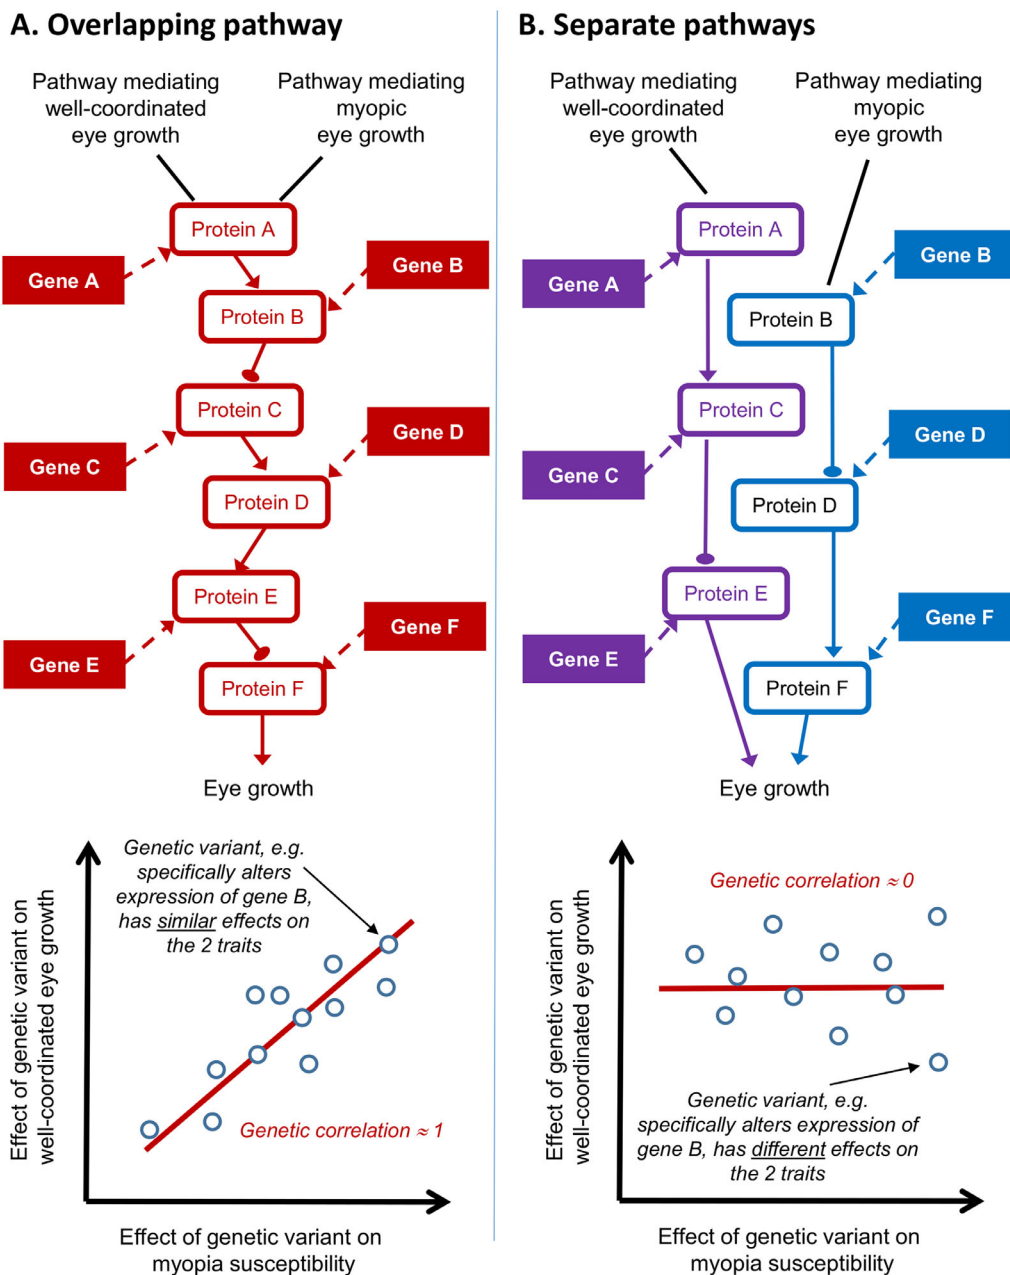 A. Overlapping pathway
Pathway mediating
well-coordinated
eye growth
Pathway mediating
myopic
eye growth
Protein A
Gene A
Gene B
Protein B
Protein C
Gene C
Gene D
Protein D
Protein E
Gene E
Gene F
Protein F
Eye growth
Genetic variant, e.g.
specifically alters
expression of gene B,
has similar effects on
the 2 traits
Genetic correlation ≈ 1
Effect of genetic variant on
well-coordinated eye growth
Effect of genetic variant on
myopia susceptibility
B. Separate pathways
Pathway mediating
well-coordinated
eye growth
Pathway mediating
myopic
eye growth
Protein A
Gene A
Gene B
Protein B
Protein C
Gene C
Gene D
Protein D
Protein E
Gene E
Gene F
Protein F
Eye growth
Genetic correlation ≈ 0
Genetic variant, e.g.
specifically alters expression of
gene B, has different effects on
the 2 traits
Effect of genetic variant on
well-coordinated eye growth
Effect of genetic variant on
myopia susceptibility